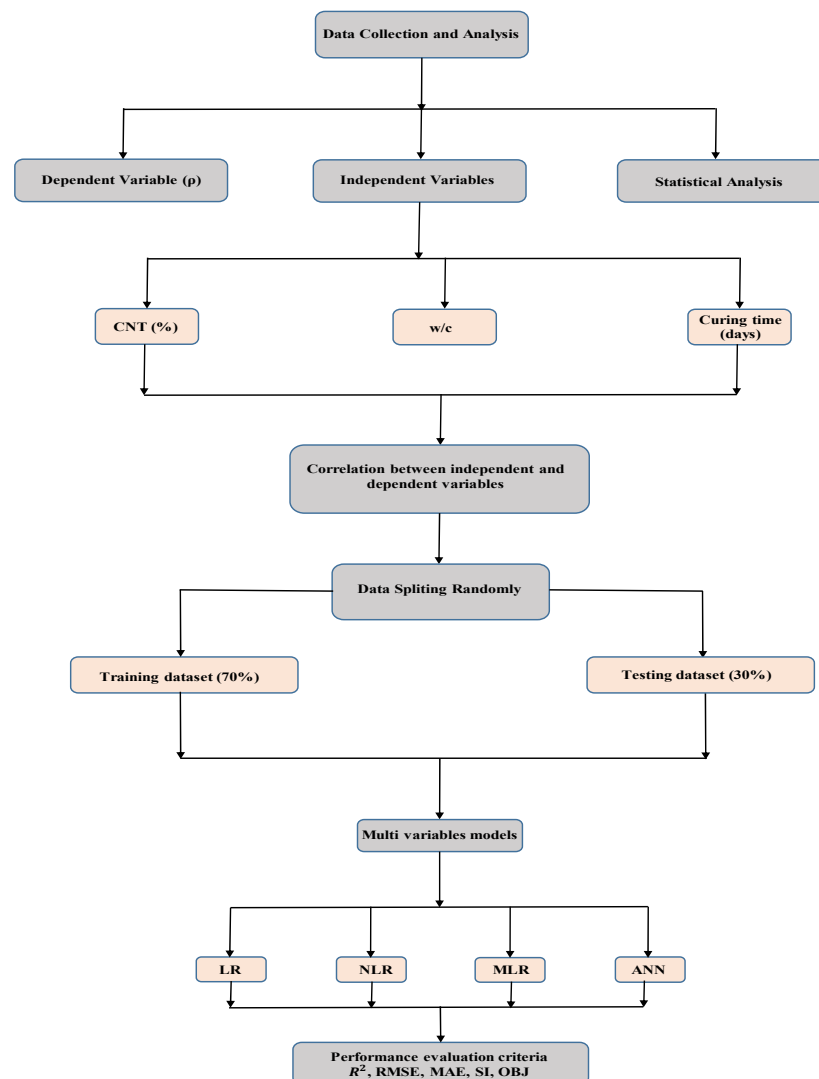 Data Collection and Analysis
Dependent Variable (ρ)
Independent Variables
Statistical Analysis
CNT (%)
w/c
Curing time
(days)
Correlation between independent and
dependent variables
Data Spliting Randomly
Training dataset (70%)
Testing dataset (30%)
Multi variables models
LR
NLR
MLR
ANN
Performance evaluation criteria
R², RMSE, MAE, SI, OBJ